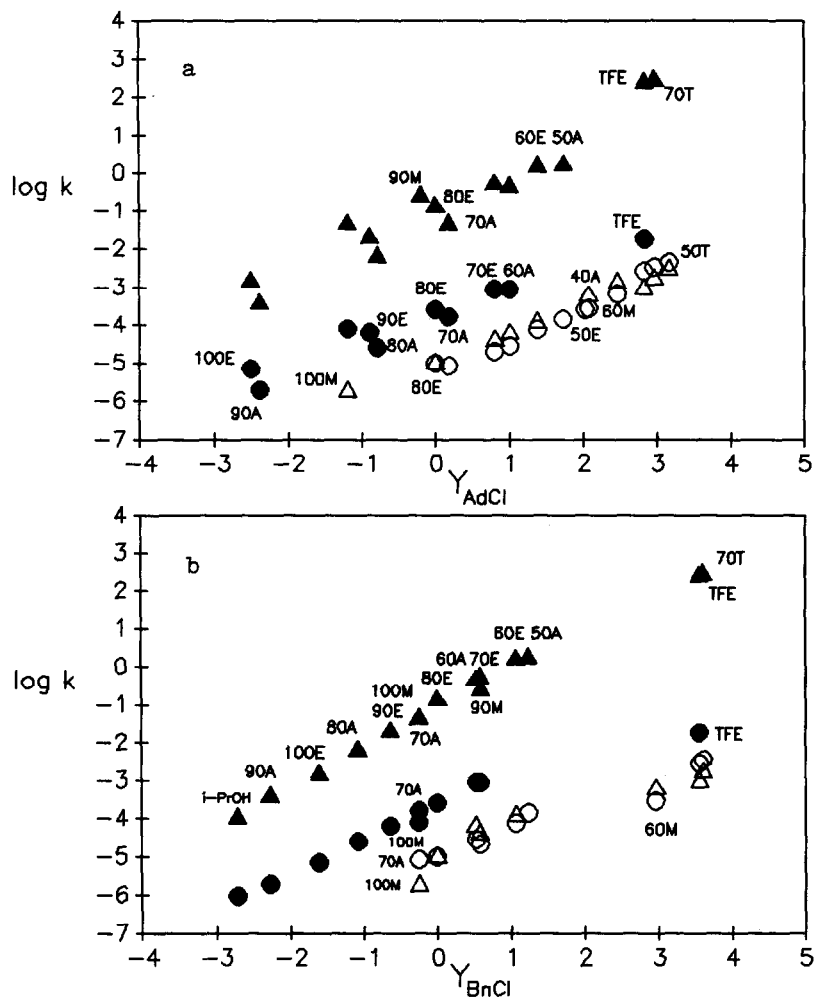 4
a
3
TFE
2
70T
1
60E 50A
90M
0
80E
log k
-1
70A
TFE
-2
50T
70E 60A
40A
-3
80E
90E
60M
-4
80A
70A
50E
100E
-5
100M
80E
-6
90A
-7
-4 -3 -2 -1 0 1 2 3 4 5
Y AdCl
4
b
3
70T
2
TFE
1
60E 50A
60A 70E
0
80E
100M
log k
90E
90M
-1
80A
70A
100E
-2
TFE
90A
-3
i-PrOH
70A
-4
60M
100M
-5
70A
100M
-6
-7
-4 -3 -2 -1 0 1 2 3 4 5
Y BnCl